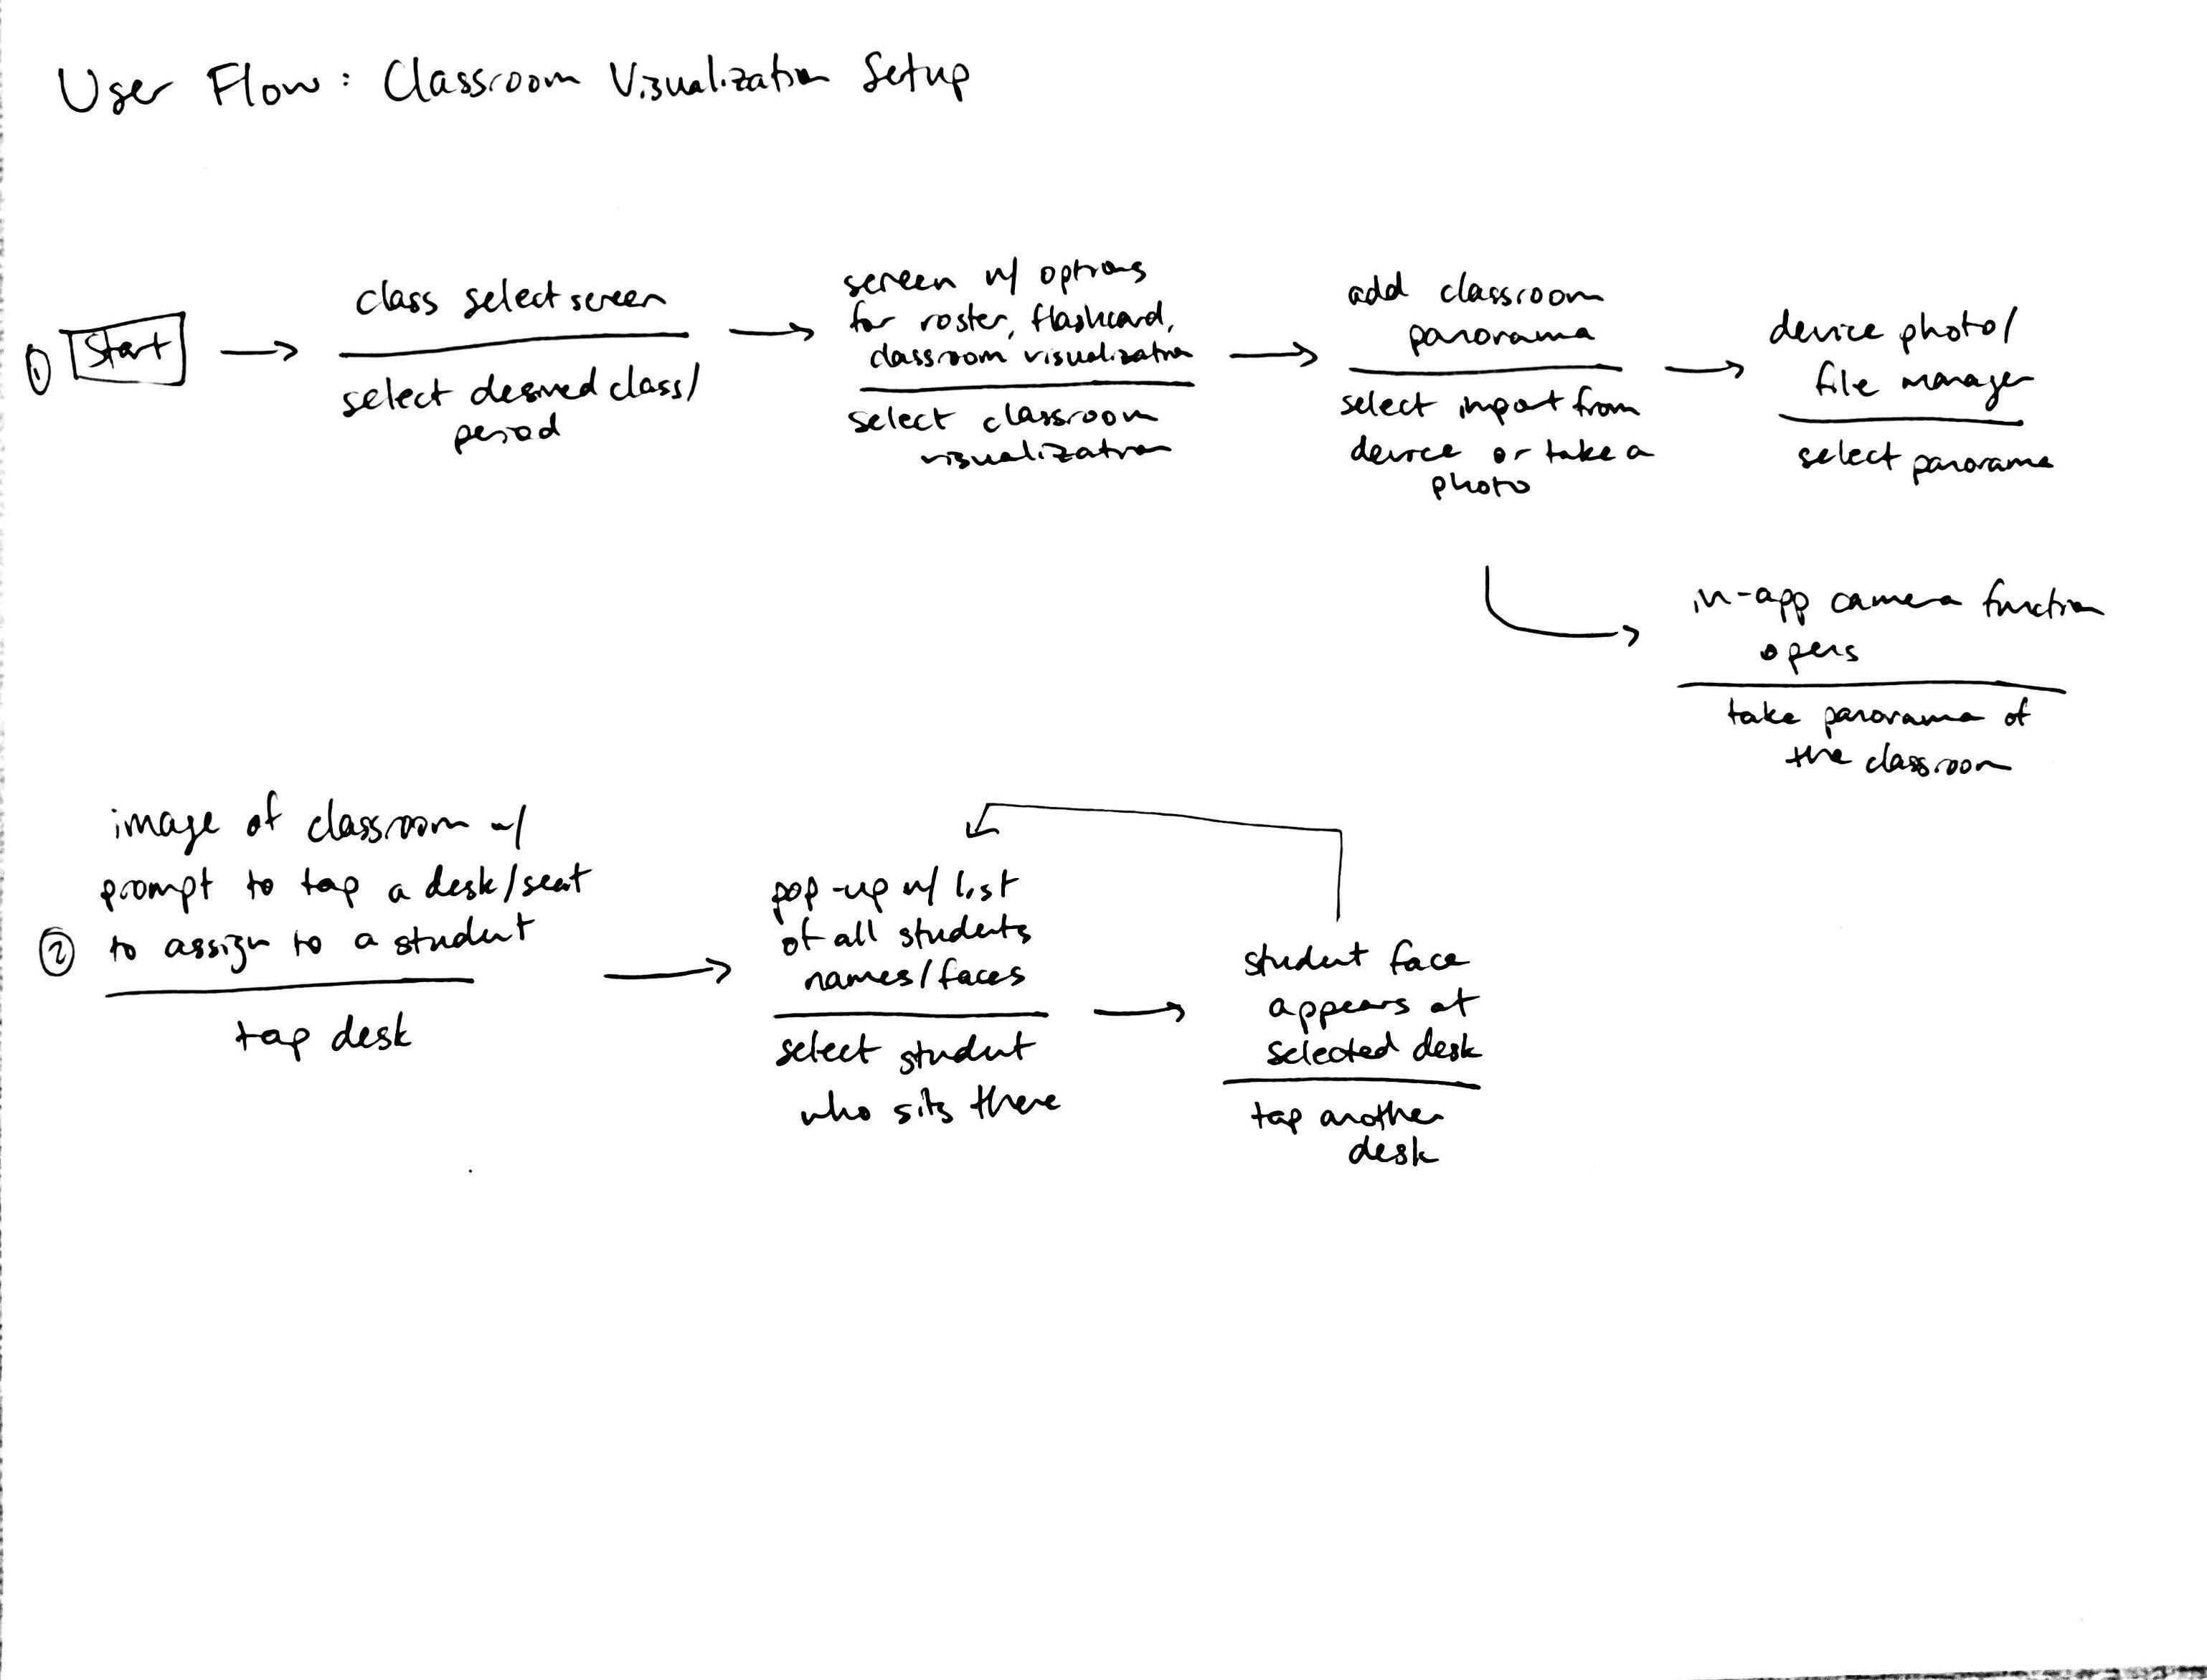 User Flow: Classroom Visualization Setup
① Start
class select screen
select desired class/
period
screen w/ options
for roster, flashcard,
classroom visualization
select classroom
visualization
add classroom
panorama
select import from
device or take a
photo
device photo/
file manager
select panorama
in-app camera function
opens
take panorama of
the classroom
②
image of classroom w/
prompt to tap a desk/seat
to assign to a student
tap desk
pop-up w/ list
of all students
names/faces
select student
who sits there
student face
appears at
selected desk
tap another
desk